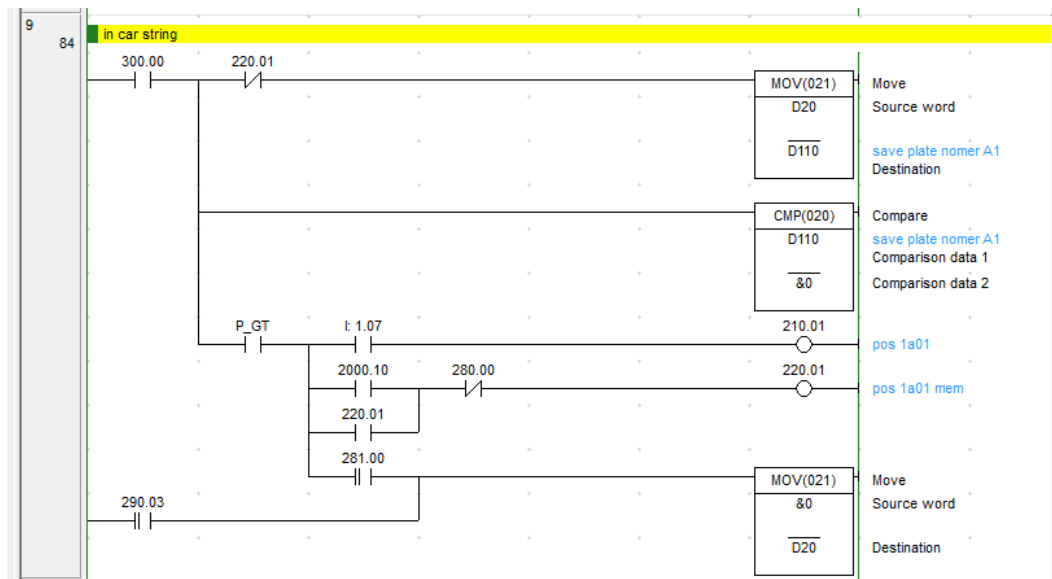 9
84
in car string
300.00 220.01
MOV(021) Move
D20 Source word
D110 save plate nomer A1
Destination
CMP(020) Compare
D110 save plate nomer A1
Comparison data 1
&0 Comparison data 2
P_GT I: 1.07 210.01
pos 1a01
2000.10 280.00 220.01
pos 1a01 mem
220.01
281.00
MOV(021) Move
290.03 &0 Source word
D20 Destination